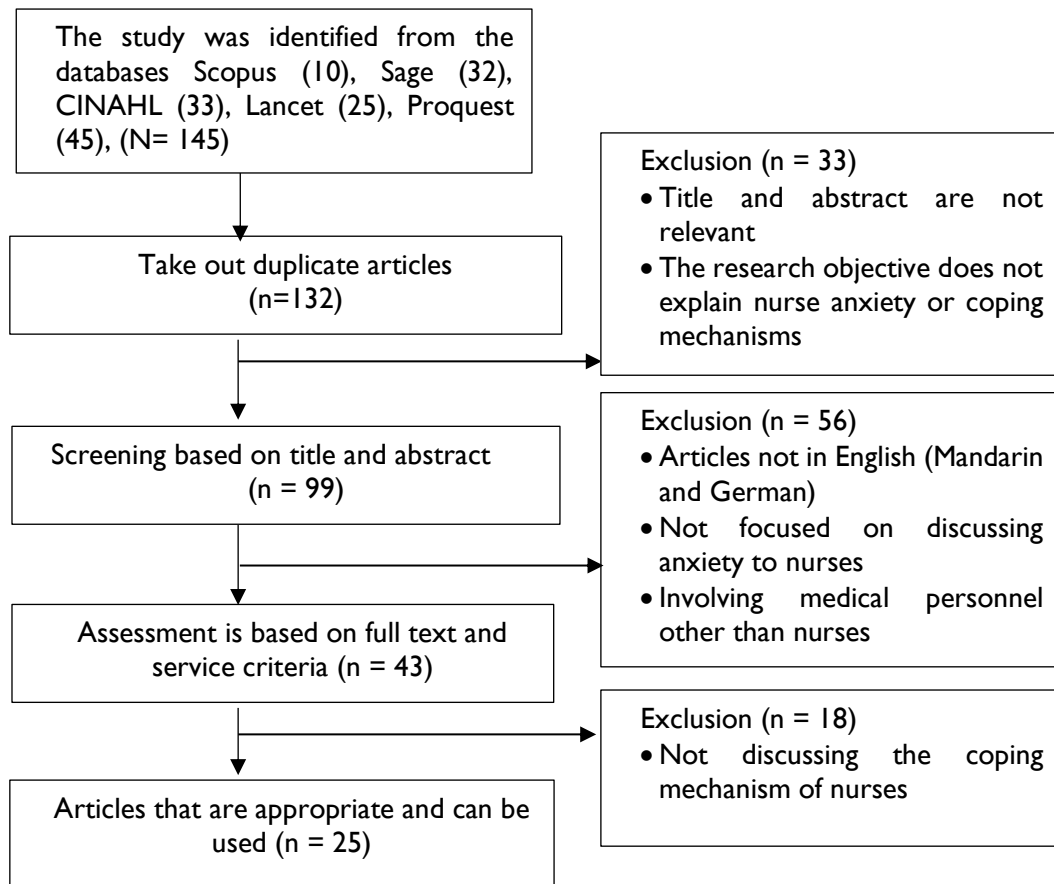 The study was identified from the
databases Scopus (10), Sage (32),
CINAHL (33), Lancet (25), Proquest
(45), (N= 145)
Exclusion (n = 33)
• Title and abstract are not
relevant
• The research objective does not
explain nurse anxiety or coping
mechanisms
Take out duplicate articles
(n=132)
Exclusion (n = 56)
• Articles not in English (Mandarin
and German)
• Not focused on discussing
anxiety to nurses
• Involving medical personnel
other than nurses
Screening based on title and abstract
(n = 99)
Assessment is based on full text and
service criteria (n = 43)
Exclusion (n = 18)
• Not discussing the coping
mechanism of nurses
Articles that are appropriate and can be
used (n = 25)